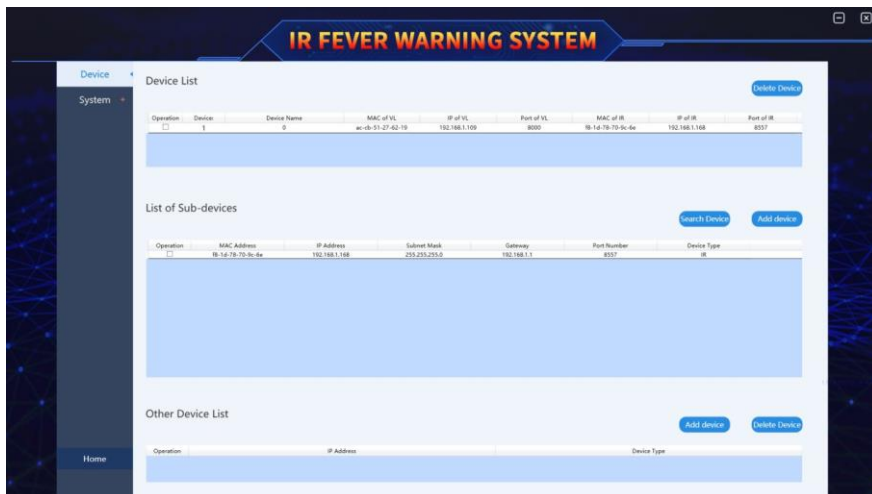 IR FEVER WARNING SYSTEM
Device
System +
Device List
Delete Device
Operation Device Device Name MAC of VL IP of VL Port of VL MAC of IR IP of IR Port of IR
1 0 ac-cb-51-27-62-19 192.168.1.109 8000 f8-1d-78-70-9c-6e 192.168.1.168 8557
List of Sub-devices
Search Device Add device
Operation MAC Address IP Address Subnet Mask Gateway Port Number Device Type
f8-1d-78-70-9c-6e 192.168.1.168 255.255.255.0 192.168.1.1 8557 IR
Other Device List
Add device Delete Device
Operation IP Address Device Type
Home